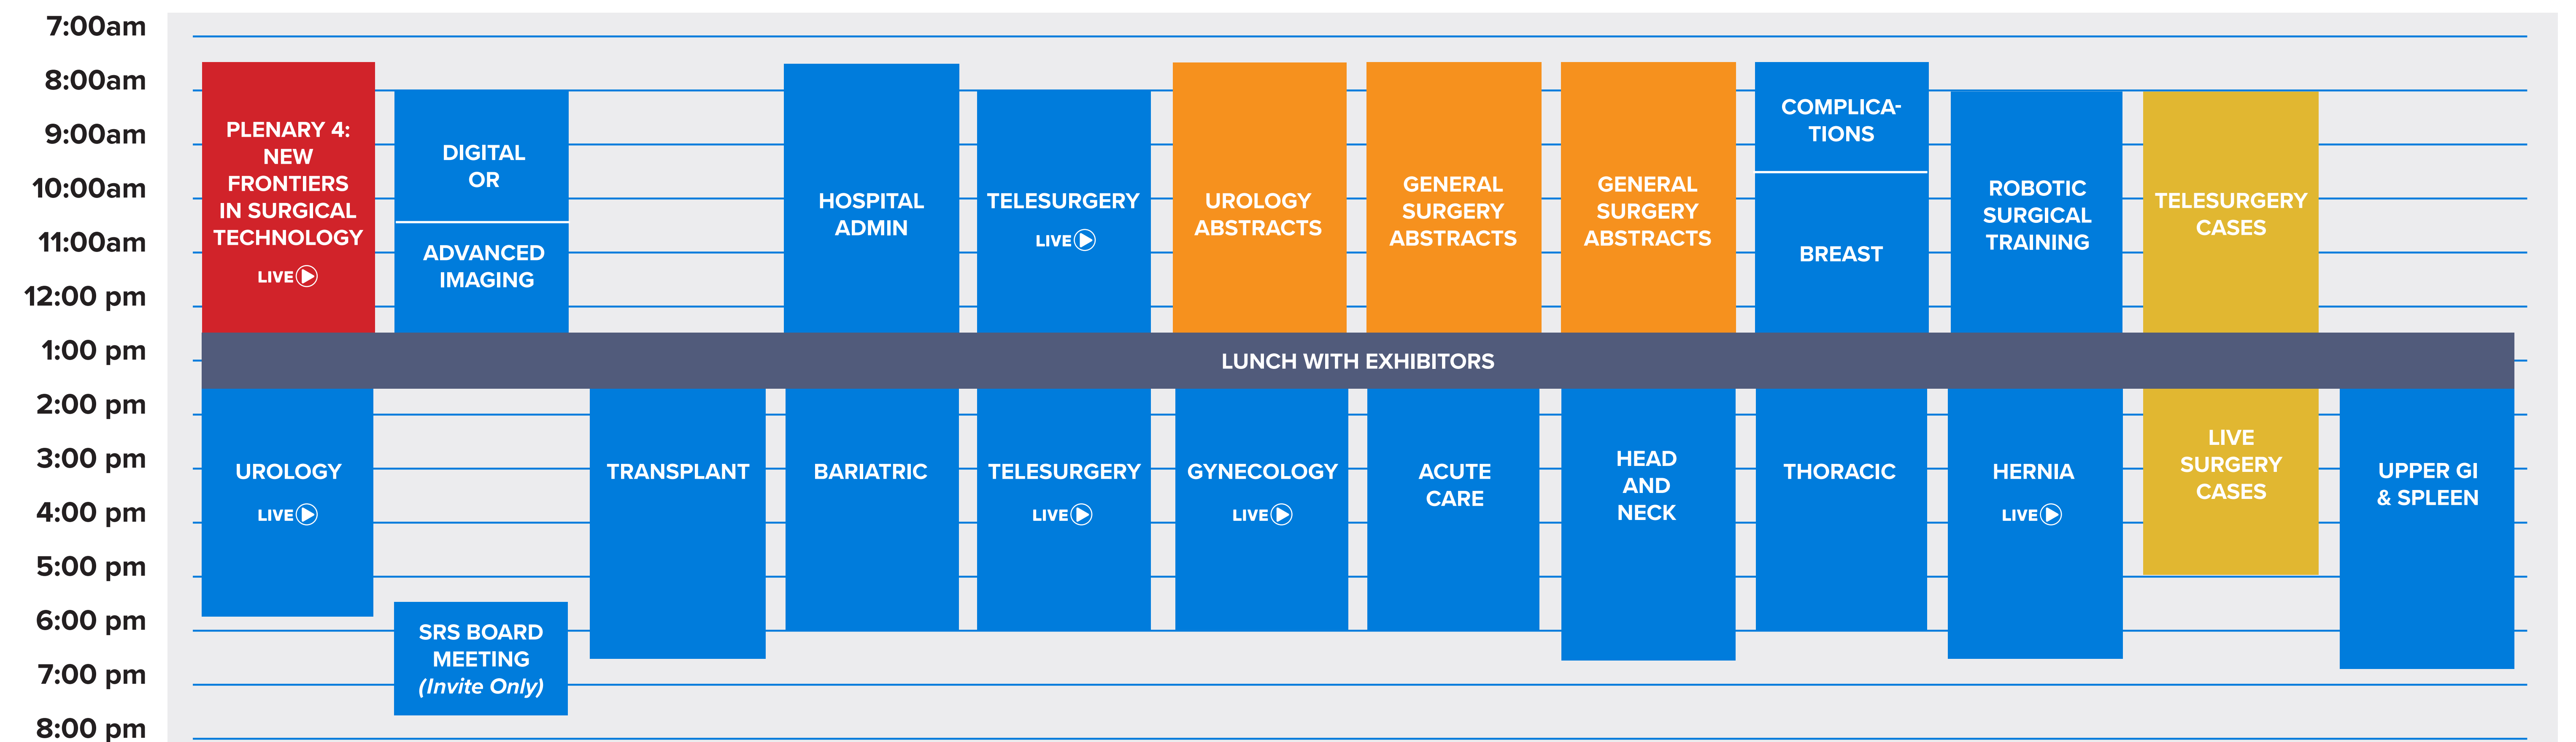 7:00am
8:00am
9:00am
10:00am
11:00am
12:00 pm
1:00 pm
2:00 pm
3:00 pm
4:00 pm
5:00 pm
6:00 pm
7:00 pm
8:00 pm
PLENARY 4:
NEW
FRONTIERS
IN SURGICAL
TECHNOLOGY
LIVE
DIGITAL
OR
ADVANCED
IMAGING
HOSPITAL
ADMIN
TELESURGERY
LIVE
UROLOGY
ABSTRACTS
GENERAL
SURGERY
ABSTRACTS
GENERAL
SURGERY
ABSTRACTS
COMPLICA-
TIONS
BREAST
ROBOTIC
SURGICAL
TRAINING
TELESURGERY
CASES
LUNCH WITH EXHIBITORS
UROLOGY
LIVE
SRS BOARD
MEETING
(Invite Only)
TRANSPLANT
BARIATRIC
TELESURGERY
LIVE
GYNECOLOGY
LIVE
ACUTE
CARE
HEAD
AND
NECK
THORACIC
HERNIA
LIVE
LIVE
SURGERY
CASES
UPPER GI
& SPLEEN